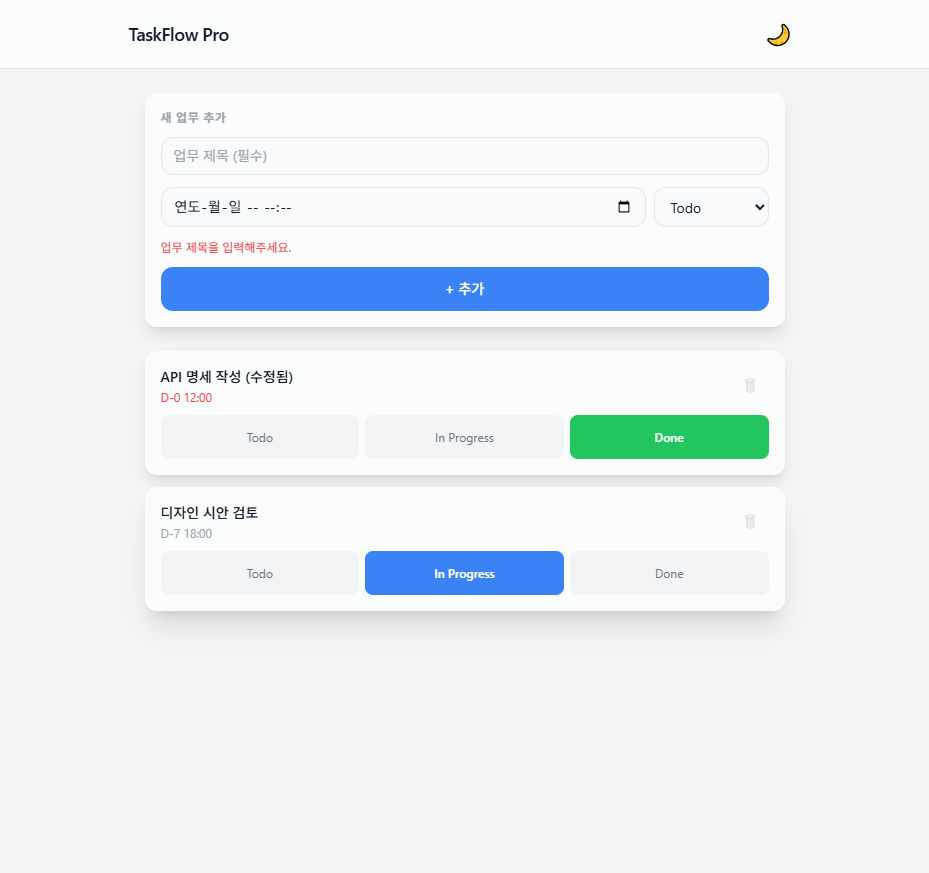 TaskFlow Pro
새 업무 추가
업무 제목 (필수)
연도-월-일 -- --:-- Todo
업무 제목을 입력해주세요.
+ 추가
API 명세 작성 (수정됨)
D-0 12:00
Todo In Progress Done
디자인 시안 검토
D-7 18:00
Todo In Progress Done